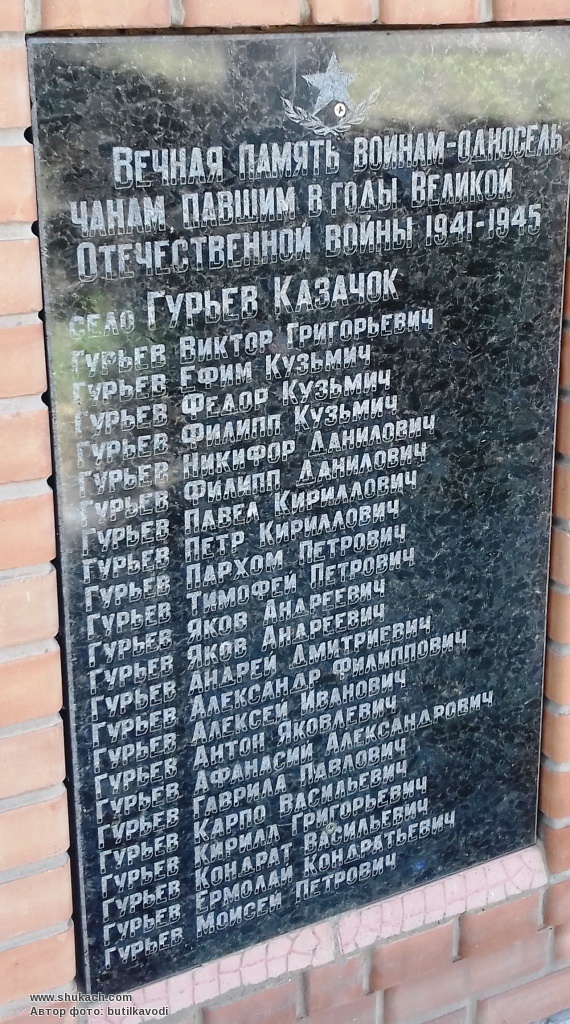 Вечная память воинам-односель
чанам, павшим в годы Великой
Отечественной войны 1941-1945
село Гурьев Казачок
Гурьев Виктор Григорьевич
Гурьев Ефим Кузьмич
Гурьев Федор Кузьмич
Гурьев Филипп Кузьмич
Гурьев Никифор Данилович
Гурьев Филипп Данилович
Гурьев Павел Кириллович
Гурьев Петр Кириллович
Гурьев Пархом Петрович
Гурьев Тимофей Петрович
Гурьев Яков Андреевич
Гурьев Яков Андреевич
Гурьев Андрей Дмитриевич
Гурьев Александр Филиппович
Гурьев Алексей Иванович
Гурьев Антон Яковлевич
Гурьев Афанасий Александрович
Гурьев Гаврила Павлович
Гурьев Карпо Васильевич
Гурьев Кирила Григорьевич
Гурьев Кондрат Васильевич
Гурьев Ермолай Кондратьевич
Гурьев Моисей Петрович
www.shukach.com
Автор фото: butilkavodi